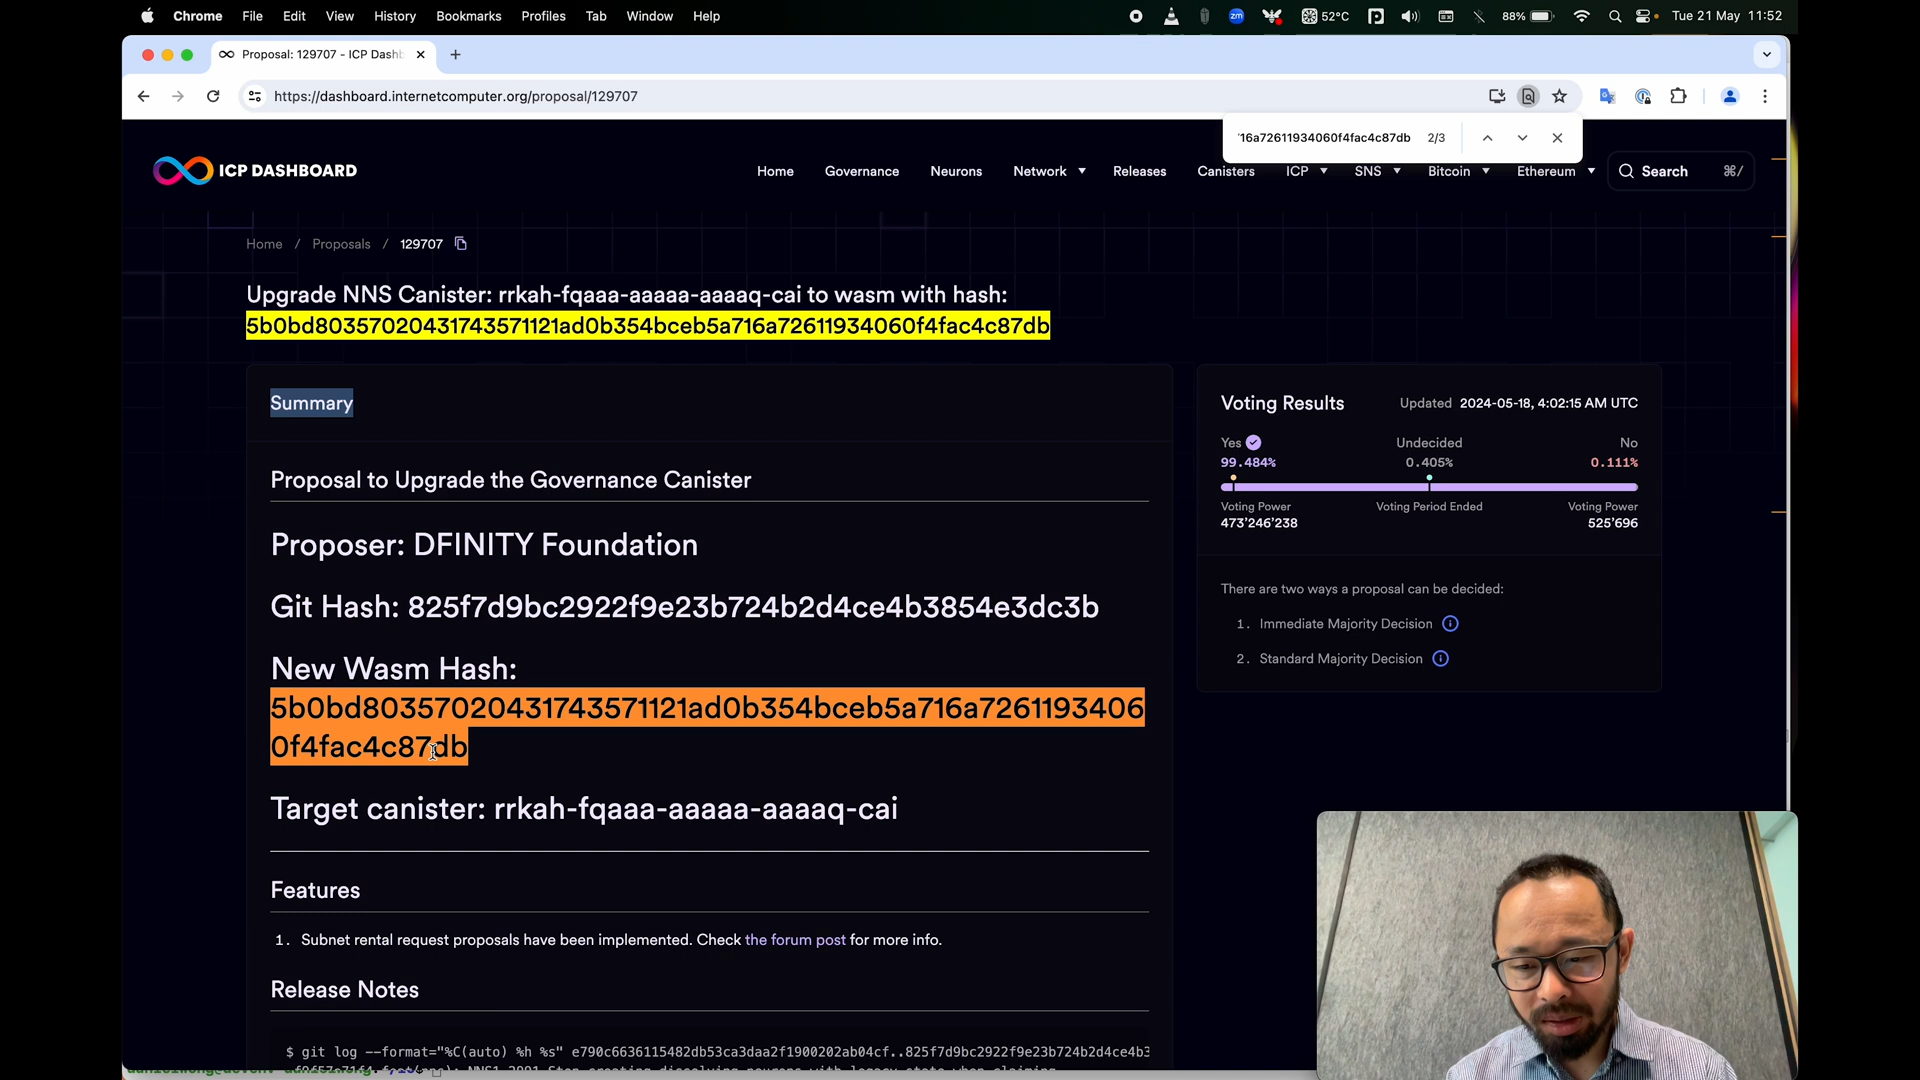 Chrome File Edit View History Bookmarks Profiles Tab Window Help
zm 52°C 88% Tue 21 May 11:52
Proposal: 129707 - ICP Dashb
https://dashboard.internetcomputer.org/proposal/129707
16a72611934060f4fac4c87db 2/3
ICP DASHBOARD
Home Governance Neurons Network Releases Canisters ICP SNS Bitcoin Ethereum Search ⌘/
Home / Proposals / 129707
Upgrade NNS Canister: rrkah-fqaaa-aaaaa-aaaaq-cai to wasm with hash:
5b0bd80357020431743571121ad0b354bceb5a716a72611934060f4fac4c87db
Summary
Proposal to Upgrade the Governance Canister
Proposer: DFINITY Foundation
Git Hash: 825f7d9bc2922f9e23b724b2d4ce4b3854e3dc3b
New Wasm Hash:
5b0bd80357020431743571121ad0b354bceb5a716a7261193406
0f4fac4c87db
Target canister: rrkah-fqaaa-aaaaa-aaaaq-cai
Features
1. Subnet rental request proposals have been implemented. Check the forum post for more info.
Release Notes
$ git log --format="%C(auto) %h %s" e790c6636115482db53ca3daa2f1900202ab04cf..825f7d9bc2922f9e23b724b2d4ce4b3
Voting Results Updated 2024-05-18, 4:02:15 AM UTC
Yes Undecided No
99.484% 0.405% 0.111%
Voting Power Voting Period Ended Voting Power
473'246'238 525'696
There are two ways a proposal can be decided:
1. Immediate Majority Decision
2. Standard Majority Decision